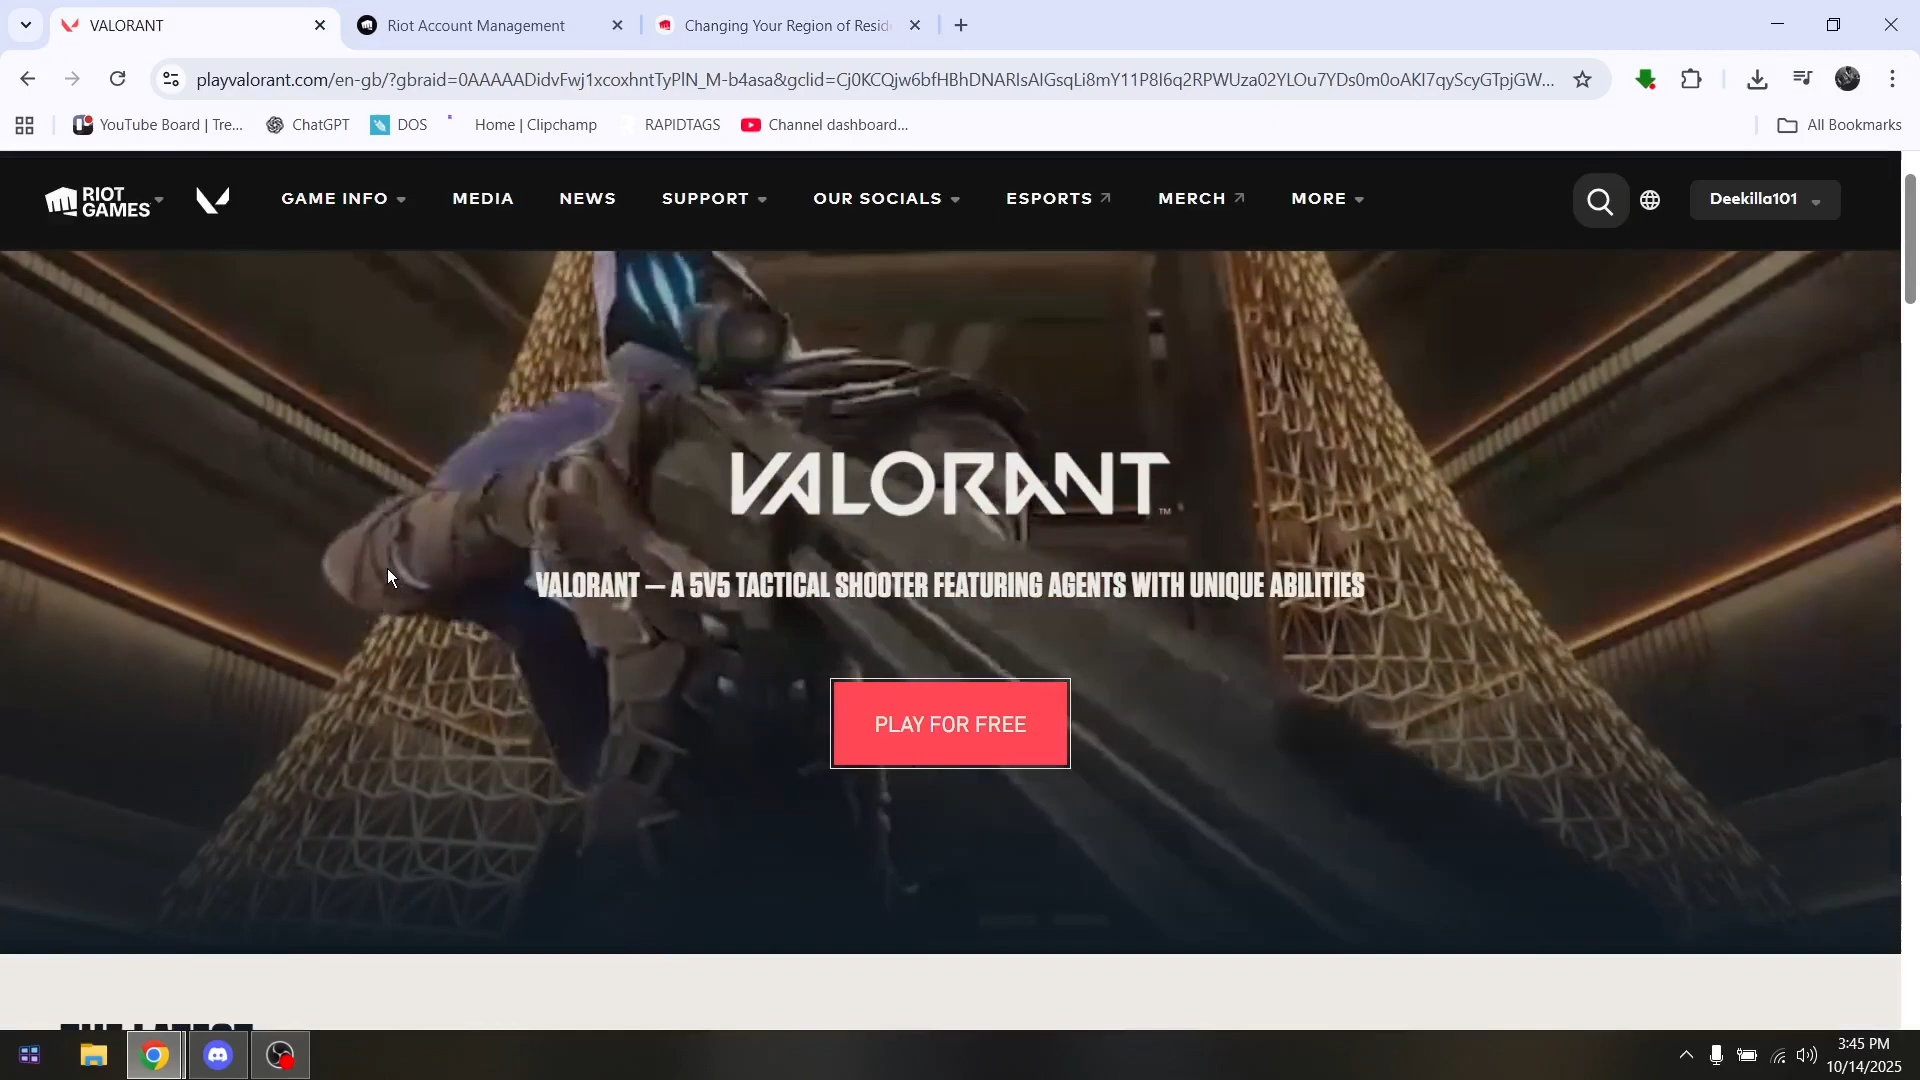 VALORANT
Riot Account Management
Changing Your Region of Resid
playvalorant.com/en-gb/?gbraid=0AAAAADidvFwj1xcoxhntTyPlN_M-b4asa&gclid=Cj0KCQjw6bfHBhDNARIsAIGsqLi8mY11P8I6q2RPWUza02YLOu7YDs0m0oAKI7qyScyGTpjGW...
YouTube Board | Tre...
ChatGPT
DOS
Home | Clipchamp
RAPIDTAGS
Channel dashboard...
All Bookmarks
RIOT
GAMES
GAME INFO
MEDIA
NEWS
SUPPORT
OUR SOCIALS
ESPORTS
MERCH
MORE
Deekilla101
VALORANT™
VALORANT — A 5V5 TACTICAL SHOOTER FEATURING AGENTS WITH UNIQUE ABILITIES
PLAY FOR FREE
THE LATEST
3:45 PM
10/14/2025